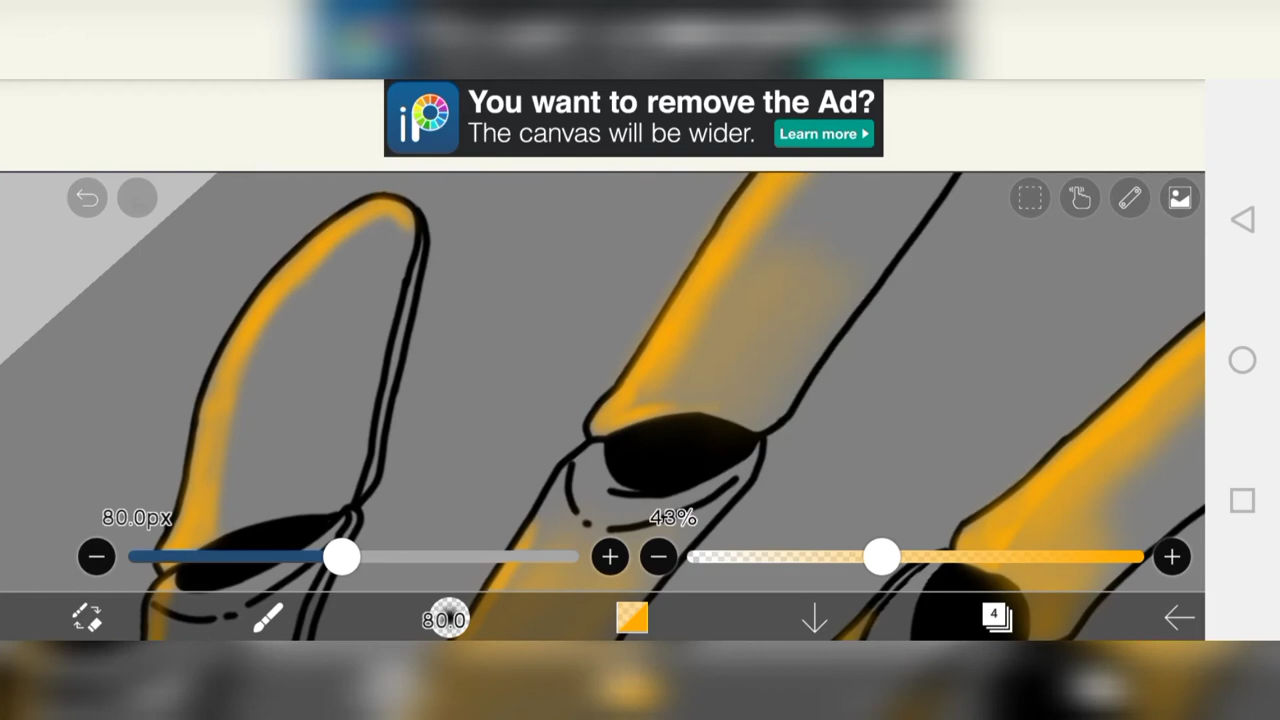 iP
You want to remove the Ad?
The canvas will be wider.
Learn more
80.0px
43%
80.0
4